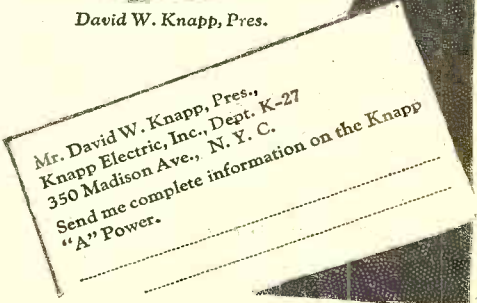 David W. Knapp, Pres.
Mr. David W. Knapp, Pres.,
Knapp Electric, Inc., Dept. K-27
350 Madison Ave., N. Y. C.
Send me complete information on the Knapp
"A" Power.